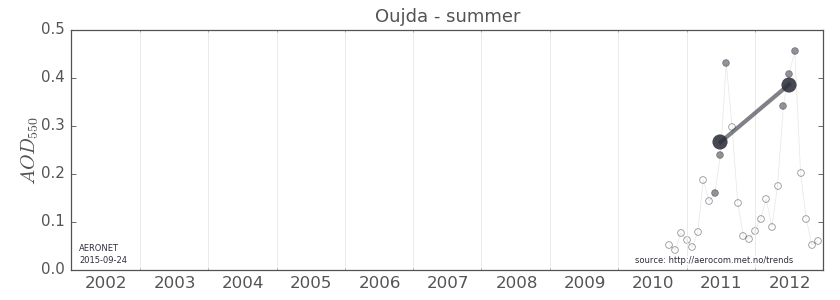 Oujda - summer
0.5
0.4
0.3
0.2
0.1
0.0
AOD550
AERONET
2015-09-24
source: http://aerocom.met.no/trends
2002 2003 2004 2005 2006 2007 2008 2009 2010 2011 2012